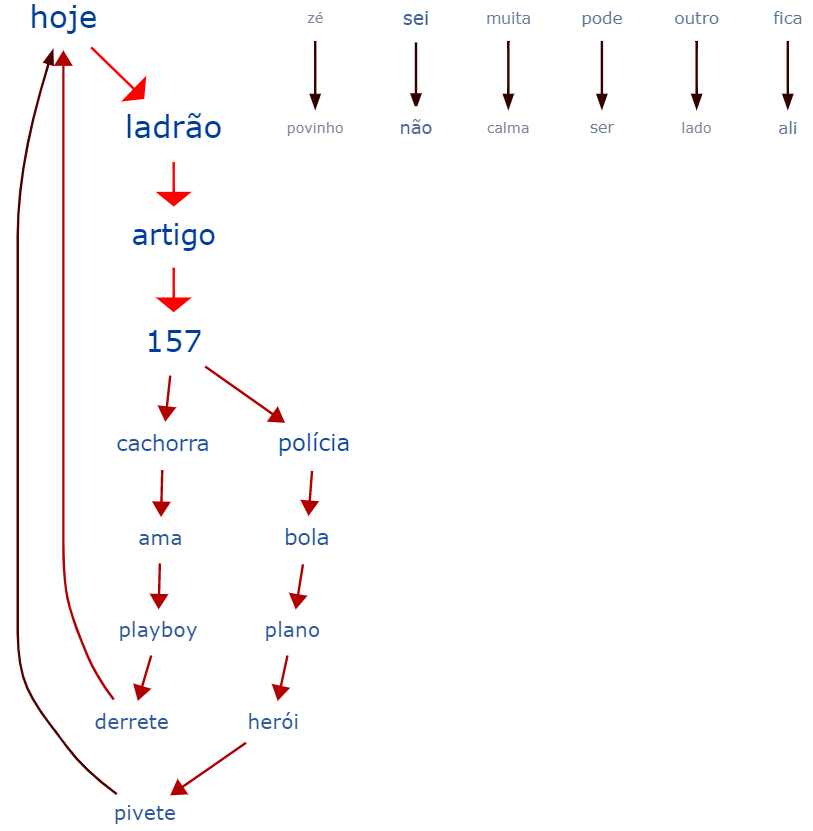 hoje zé sei muita pode outro fica
ladrão povinho não calma ser lado ali
artigo
157
cachorra polícia
ama bola
playboy plano
derrete herói
pivete